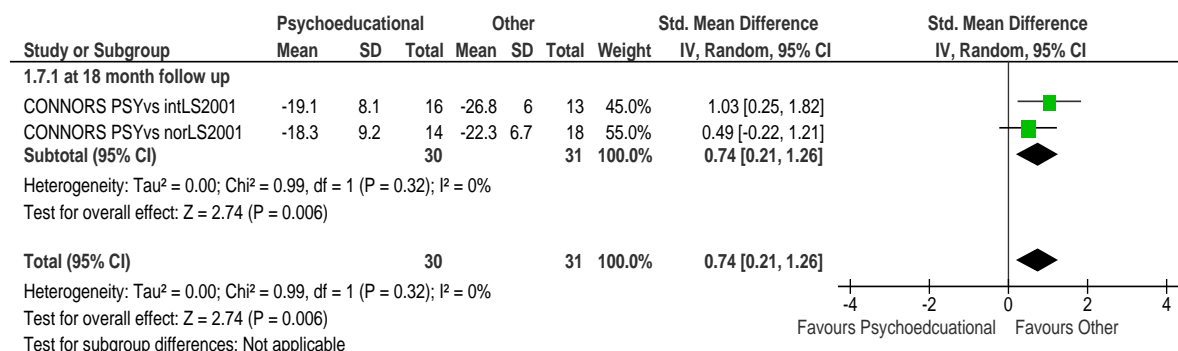 Psychoeducational Other Std. Mean Difference Std. Mean Difference
Study or Subgroup Mean SD Total Mean SD Total Weight IV, Random, 95% CI IV, Random, 95% CI
1.7.1 at 18 month follow up
CONNORS PSYvs intLS2001 -19.1 8.1 16 -26.8 6 13 45.0% 1.03 [0.25, 1.82]
CONNORS PSYvs norLS2001 -18.3 9.2 14 -22.3 6.7 18 55.0% 0.49 [-0.22, 1.21]
Subtotal (95% CI) 30 31 100.0% 0.74 [0.21, 1.26]
Heterogeneity: Tau² = 0.00; Chi² = 0.99, df = 1 (P = 0.32); I² = 0%
Test for overall effect: Z = 2.74 (P = 0.006)
Total (95% CI) 30 31 100.0% 0.74 [0.21, 1.26]
Heterogeneity: Tau² = 0.00; Chi² = 0.99, df = 1 (P = 0.32); I² = 0%
Test for overall effect: Z = 2.74 (P = 0.006)
Test for subgroup differences: Not applicable
-4 -2 0 2 4
Favours Psychoedcuational Favours Other